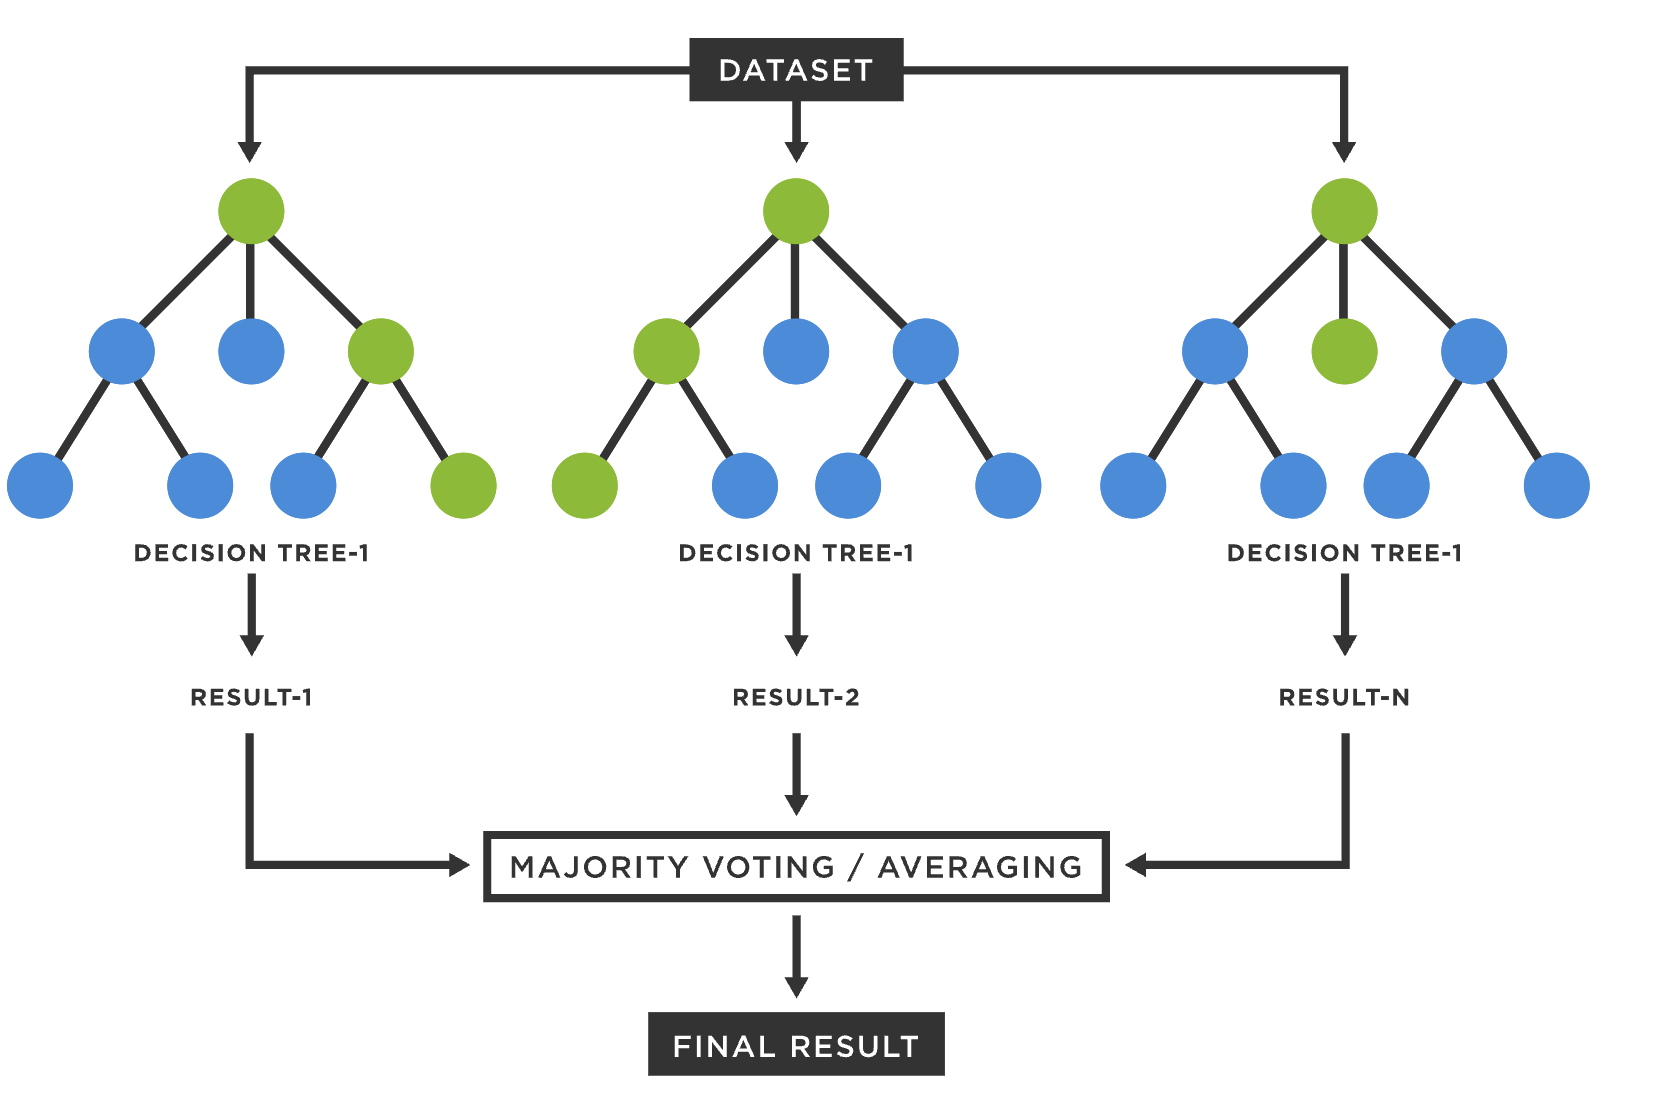 DATASET
DECISION TREE-1
DECISION TREE-1
DECISION TREE-1
RESULT-1
RESULT-2
RESULT-N
MAJORITY VOTING / AVERAGING
FINAL RESULT